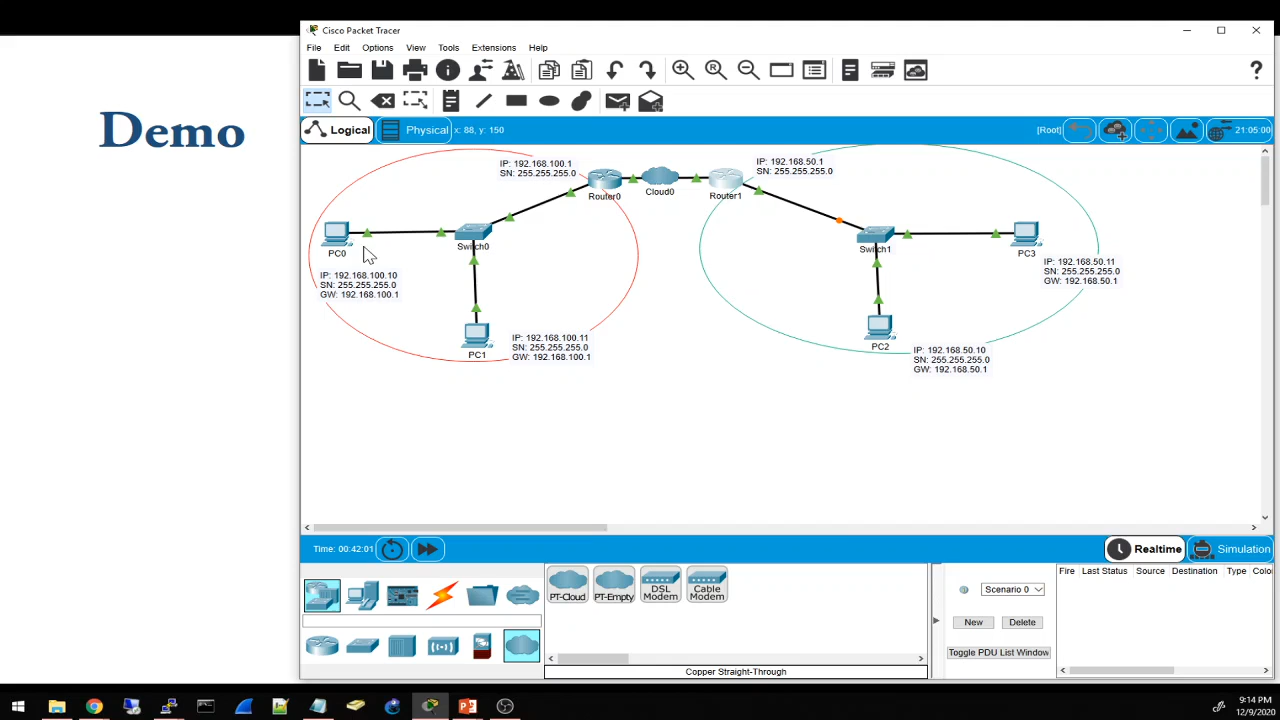 Demo
Cisco Packet Tracer
File Edit Options View Tools Extensions Help
?
Logical Physical x: 88, y: 150 [Root] 21:05:00
IP: 192.168.100.1
SN: 255.255.255.0
IP: 192.168.50.1
SN: 255.255.255.0
Router0
Cloud0
Router1
PC0
Switch0
Switch1
PC3
IP: 192.168.100.10
SN: 255.255.255.0
GW: 192.168.100.1
IP: 192.168.50.11
SN: 255.255.255.0
GW: 192.168.50.1
PC1
IP: 192.168.100.11
SN: 255.255.255.0
GW: 192.168.100.1
PC2
IP: 192.168.50.10
SN: 255.255.255.0
GW: 192.168.50.1
Time: 00:42:01 Realtime Simulation
PT-Cloud PT-Empty DSL Modem Cable Modem
Scenario 0
New Delete
Toggle PDU List Window
Fire Last Status Source Destination Type Color
Copper Straight-Through
9:14 PM
12/9/2020